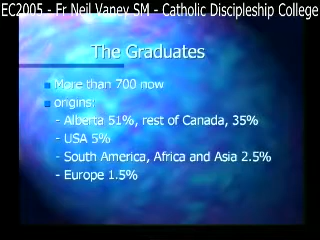 EC2005 - Fr Neil Vaney SM - Catholic Discipleship College
The Graduates
More than 700 now
origins:
- Alberta 51%, rest of Canada, 35%
- USA 5%
- South America, Africa and Asia 2.5%
- Europe 1.5%